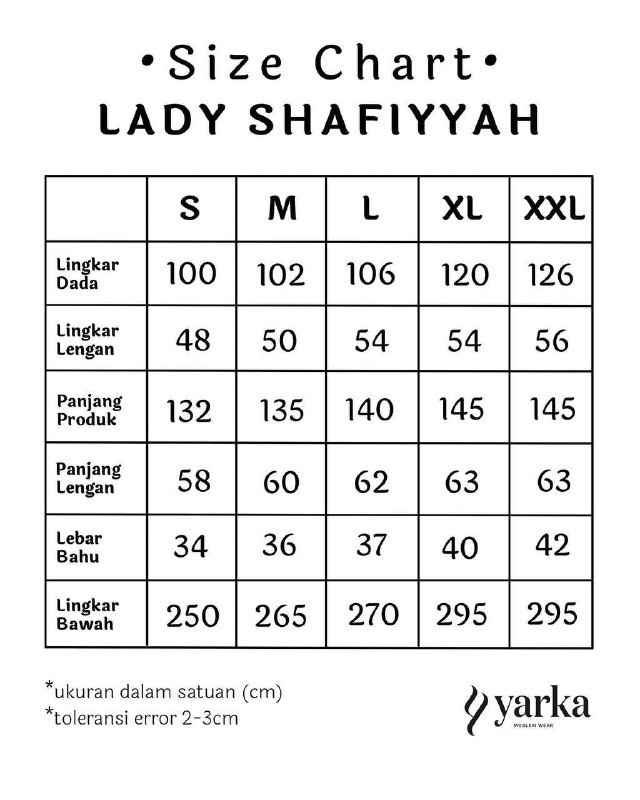 •Size Chart•
LADY SHAFIYYAH
S M L XL XXL
Lingkar
Dada
100 102 106 120 126
Lingkar
Lengan
48 50 54 54 56
Panjang
Produk
132 135 140 145 145
Panjang
Lengan
58 60 62 63 63
Lebar
Bahu
34 36 37 40 42
Lingkar
Bawah
250 265 270 295 295
*ukuran dalam satuan (cm)
*toleransi error 2-3cm
yarka
MOSLEM WEAR